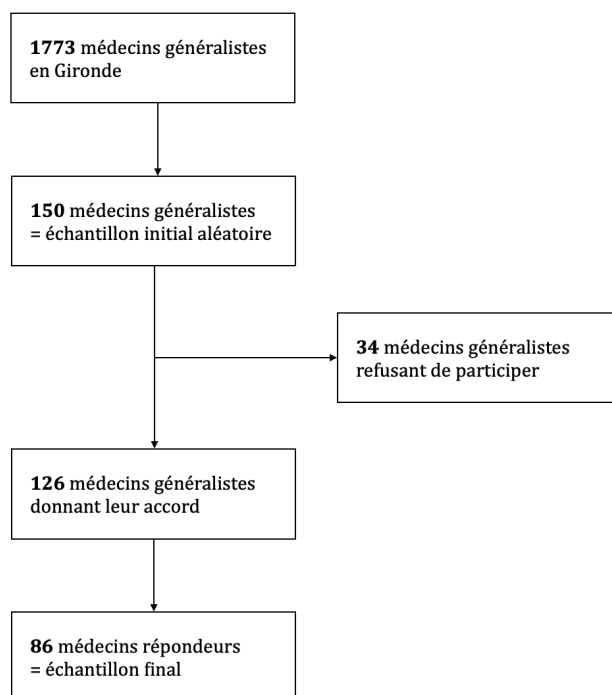 1773 médecins généralistes
en Gironde
150 médecins généralistes
= échantillon initial aléatoire
34 médecins généralistes
refusant de participer
126 médecins généralistes
donnant leur accord
86 médecins répondeurs
= échantillon final